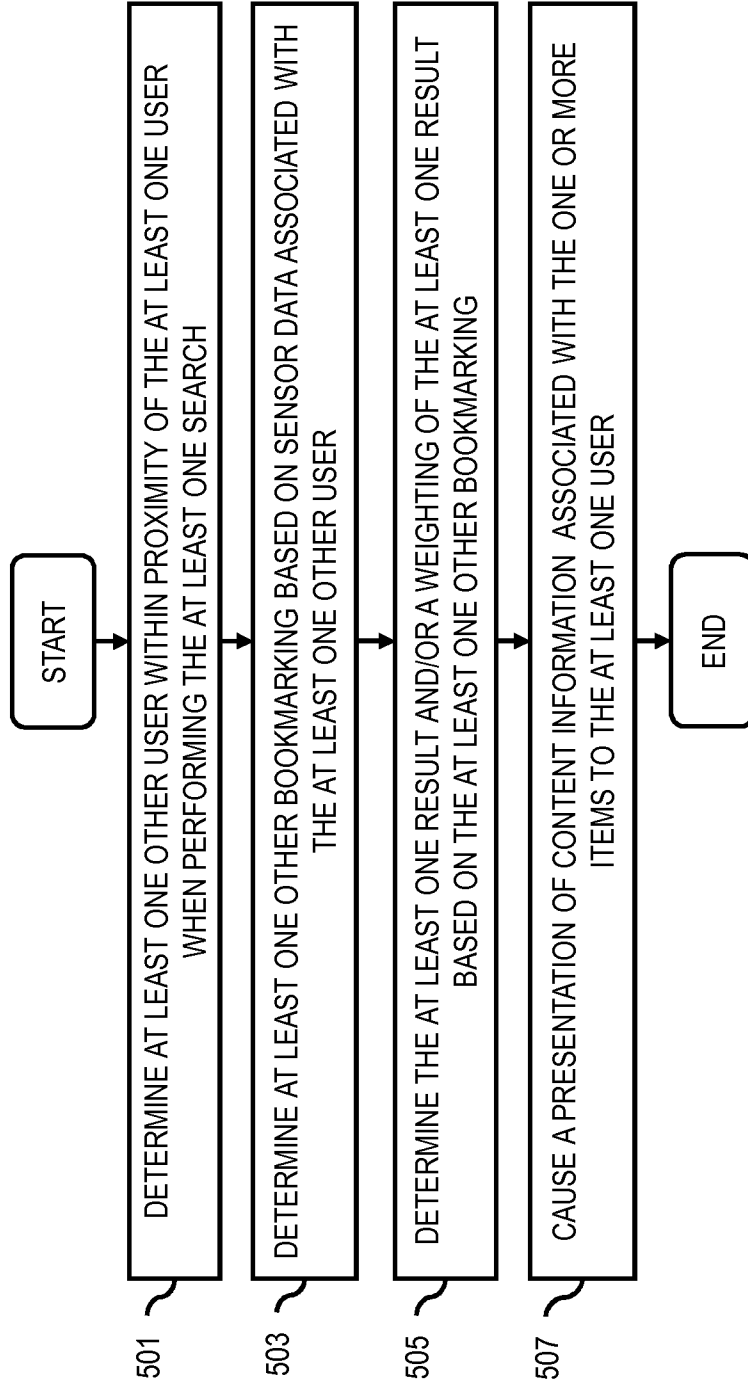 START
501
DETERMINE AT LEAST ONE OTHER USER WITHIN PROXIMITY OF THE AT LEAST ONE USER
WHEN PERFORMING THE AT LEAST ONE SEARCH
503
DETERMINE AT LEAST ONE OTHER BOOKMARKING BASED ON SENSOR DATA ASSOCIATED WITH
THE AT LEAST ONE OTHER USER
505
DETERMINE THE AT LEAST ONE RESULT AND/OR A WEIGHTING OF THE AT LEAST ONE RESULT
BASED ON THE AT LEAST ONE OTHER BOOKMARKING
507
CAUSE A PRESENTATION OF CONTENT INFORMATION ASSOCIATED WITH THE ONE OR MORE
ITEMS TO THE AT LEAST ONE USER
END